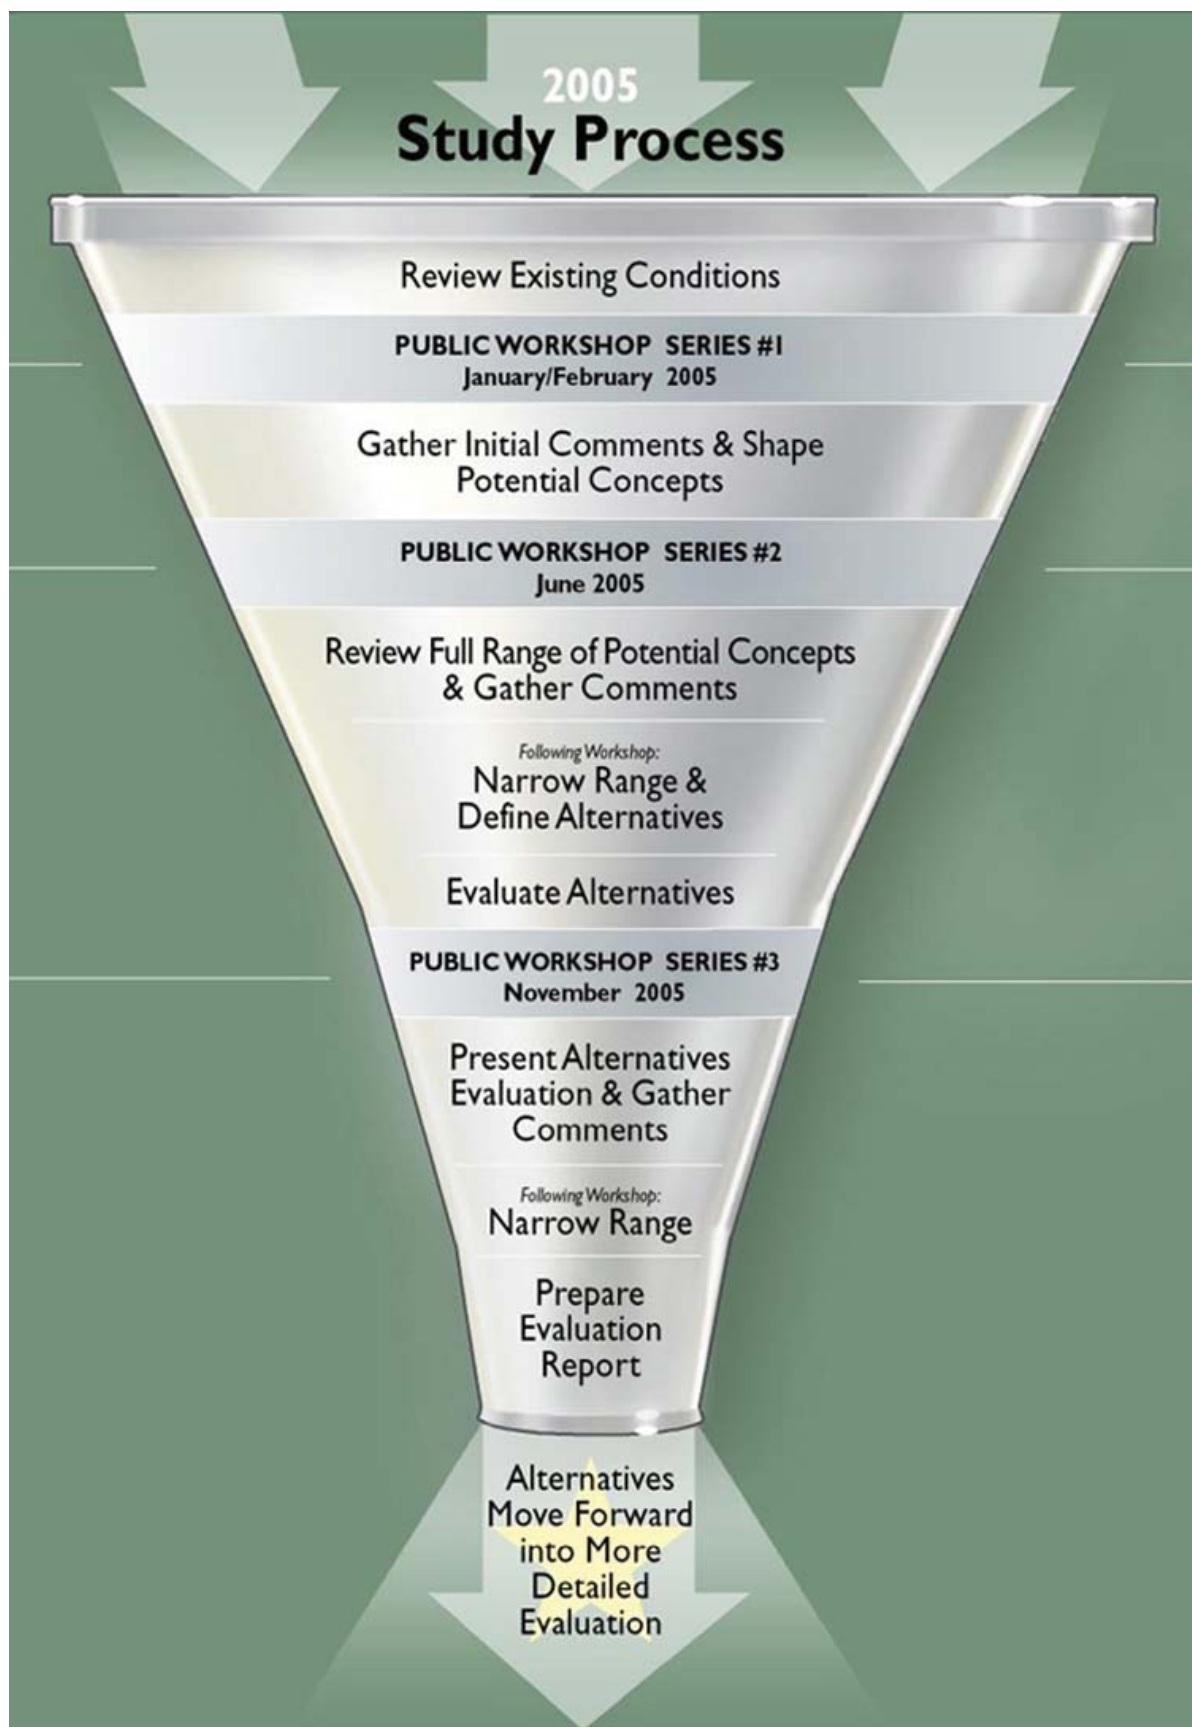 2005
Study Process
Review Existing Conditions
PUBLIC WORKSHOP SERIES #1
January/February 2005
Gather Initial Comments & Shape
Potential Concepts
PUBLIC WORKSHOP SERIES #2
June 2005
Review Full Range of Potential Concepts
& Gather Comments
Following Workshop:
Narrow Range &
Define Alternatives
Evaluate Alternatives
PUBLIC WORKSHOP SERIES #3
November 2005
Present Alternatives
Evaluation & Gather
Comments
Following Workshop:
Narrow Range
Prepare
Evaluation
Report
Alternatives
Move Forward
into More
Detailed
Evaluation